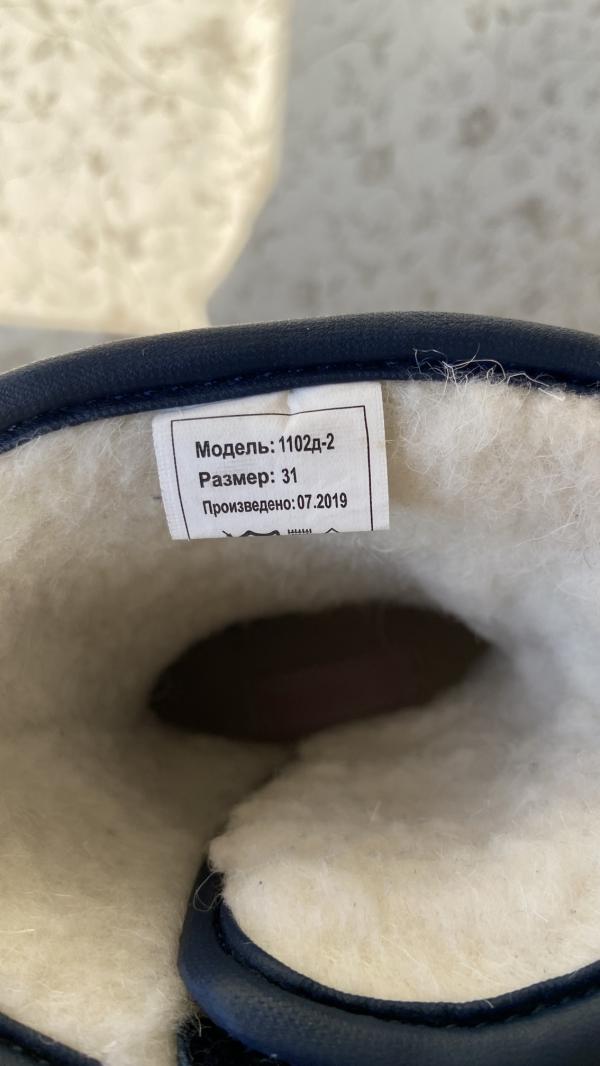 Модель: 1102д-2
Размер: 31
Произведено: 07.2019